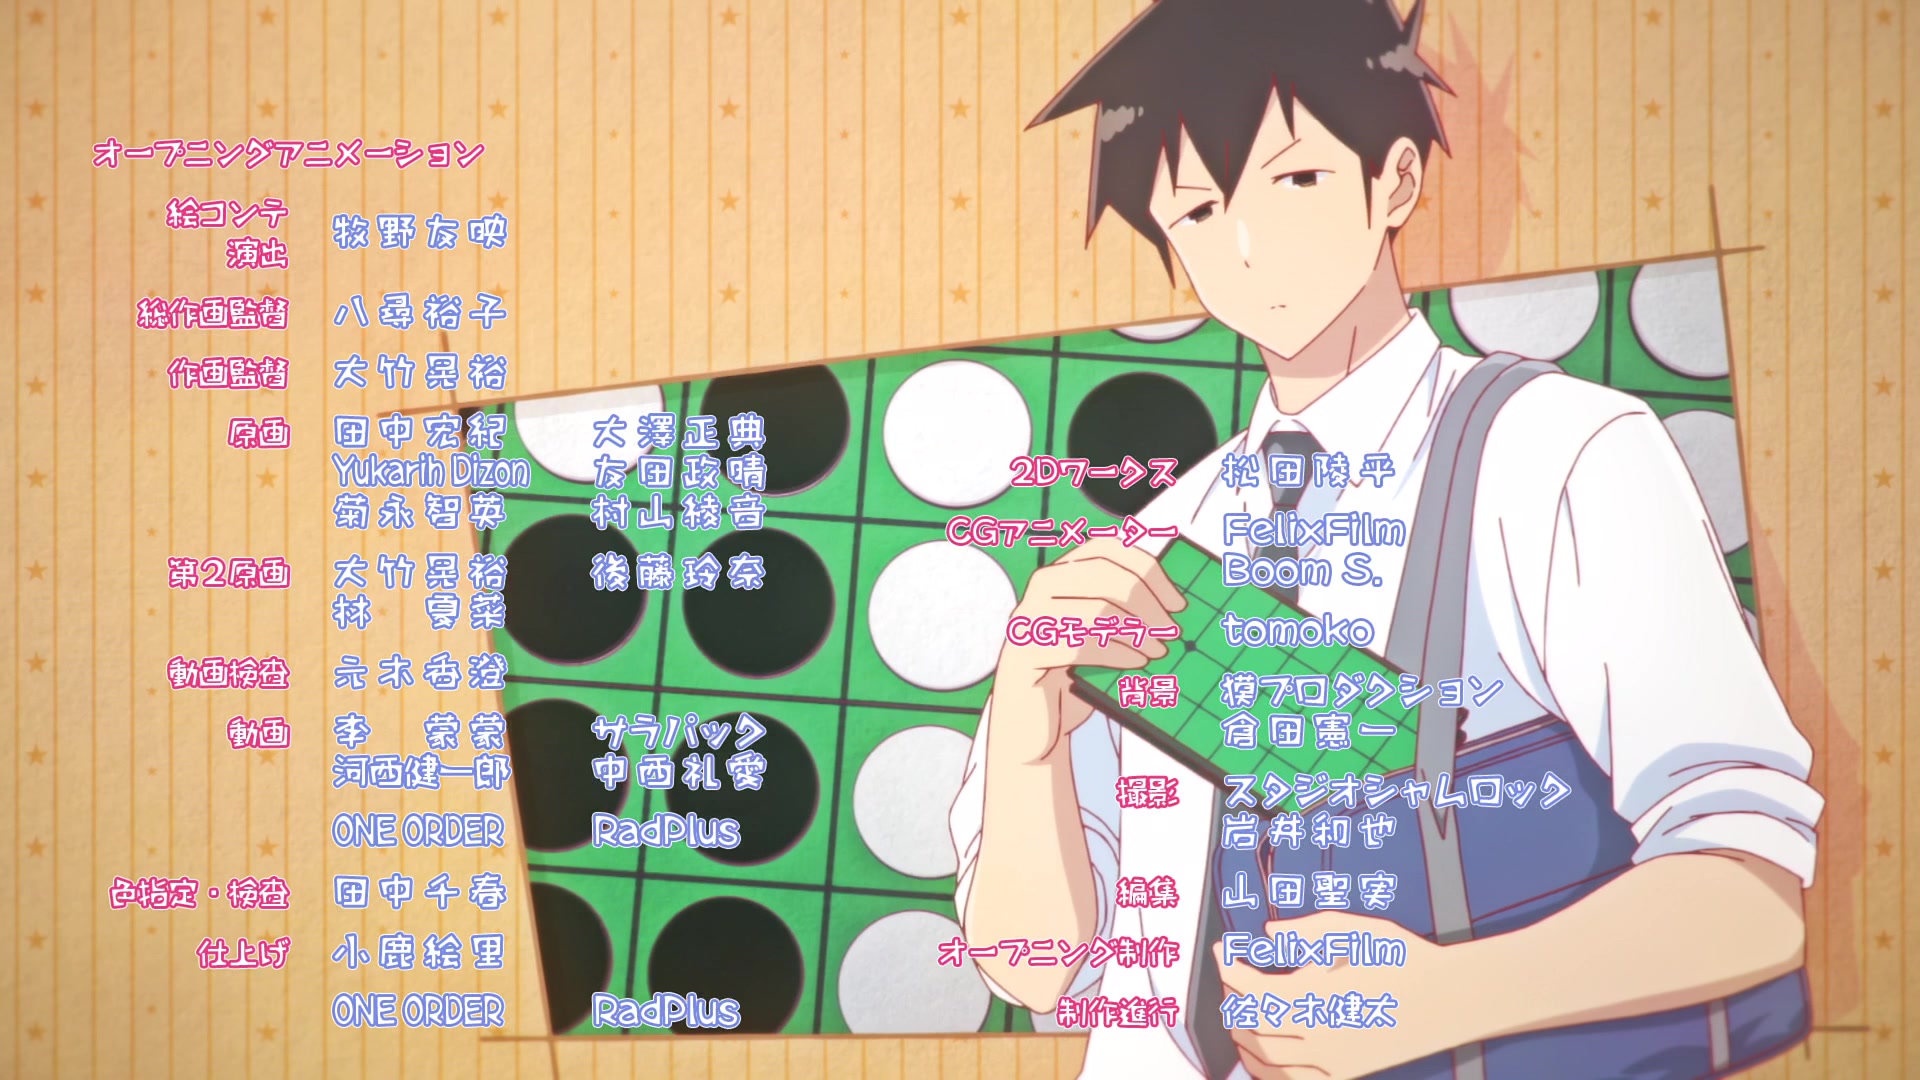 オープニングアニメーション
絵コンテ
演出
牧野友映
総作画監督 八尋裕子
作画監督 大竹晃裕
原画 田中宏紀 大澤正典
Yukarih Dizon 友田政晴
菊永智英 村山綾音
第2原画 大竹晃裕 後藤玲奈
林 夏菜
動画検査 元木香澄
動画 李 蒙蒙 サラパック
河西健一郎 中西礼愛
ONE ORDER RadPlus
色指定・検査 田中千春
仕上げ 小鹿絵里
ONE ORDER RadPlus
2Dワークス 松田陵平
CGアニメーター FelixFilm
Boom S.
CGモデラー tomoko
背景 獏プロダクション
倉田憲一
撮影 スタジオシャムロック
岩井和也
編集 山田聖実
オープニング制作 FelixFilm
制作進行 佐々木健太